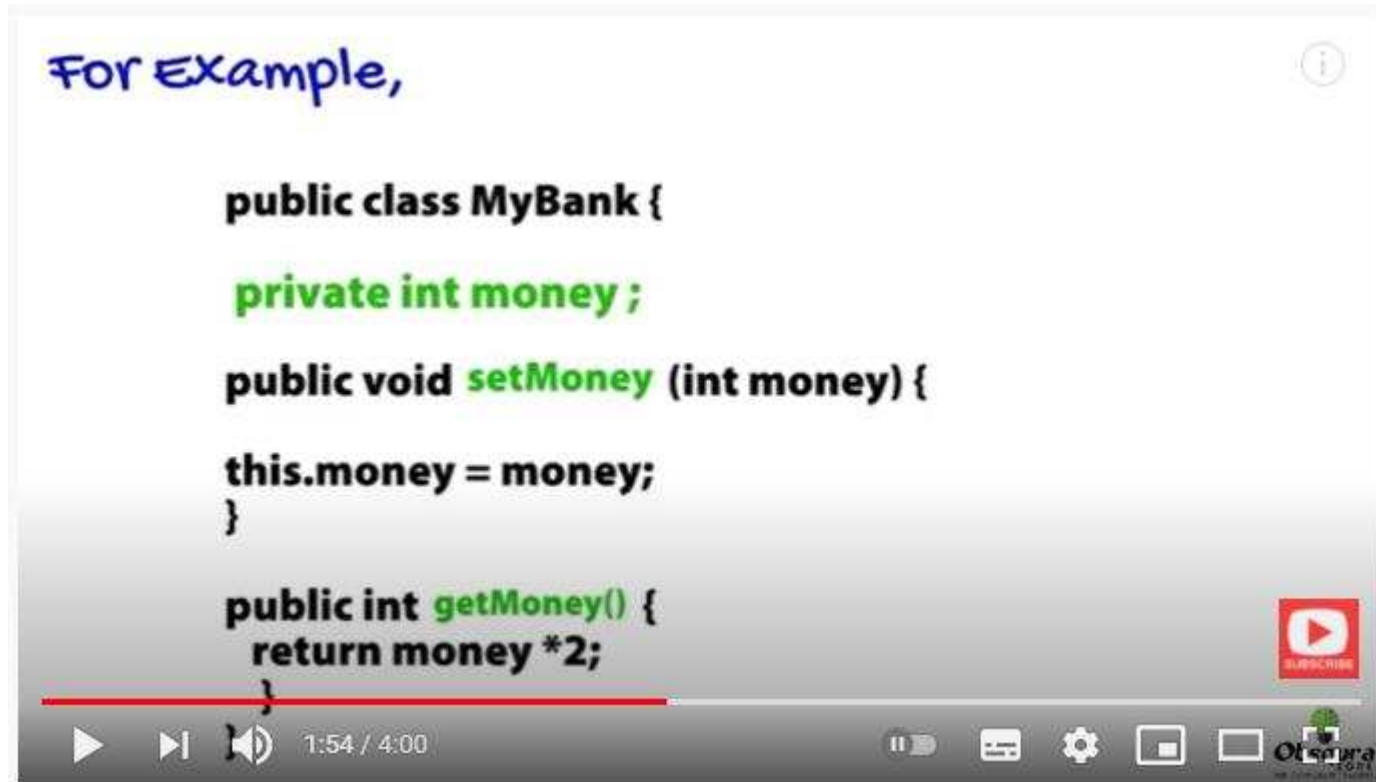 For Example,
public class MyBank {
private int money ;
public void setMoney (int money) {
this.money = money;
}
public int getMoney() {
return money *2;
}
}
SUBSCRIBE
1:54 / 4:00